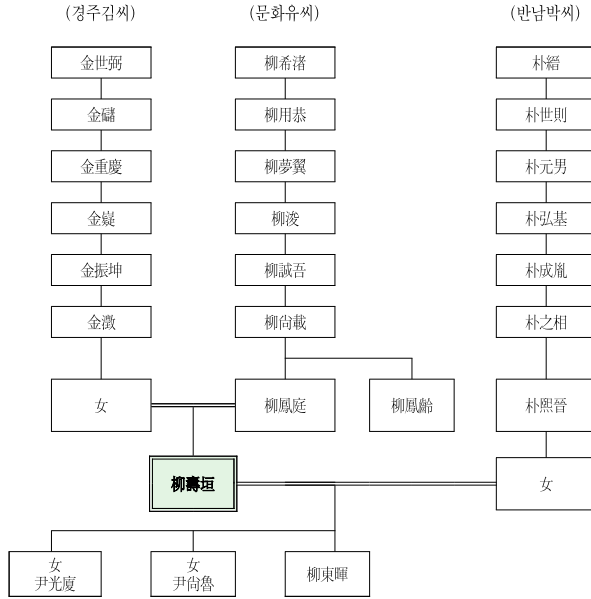 (경주김씨) (문화유씨) (반남박씨)
金世弼 柳希渚 朴縉
金礭 柳用恭 朴世則
金重慶 柳夢翼 朴元男
金嶷 柳浚 朴弘基
金振坤 柳誠吾 朴成胤
金澂 柳尙載 朴之相
女 柳鳳庭 柳鳳齡 朴熙晉
柳壽垣 女
女 女 柳東暉
尹光廈 尹尙魯